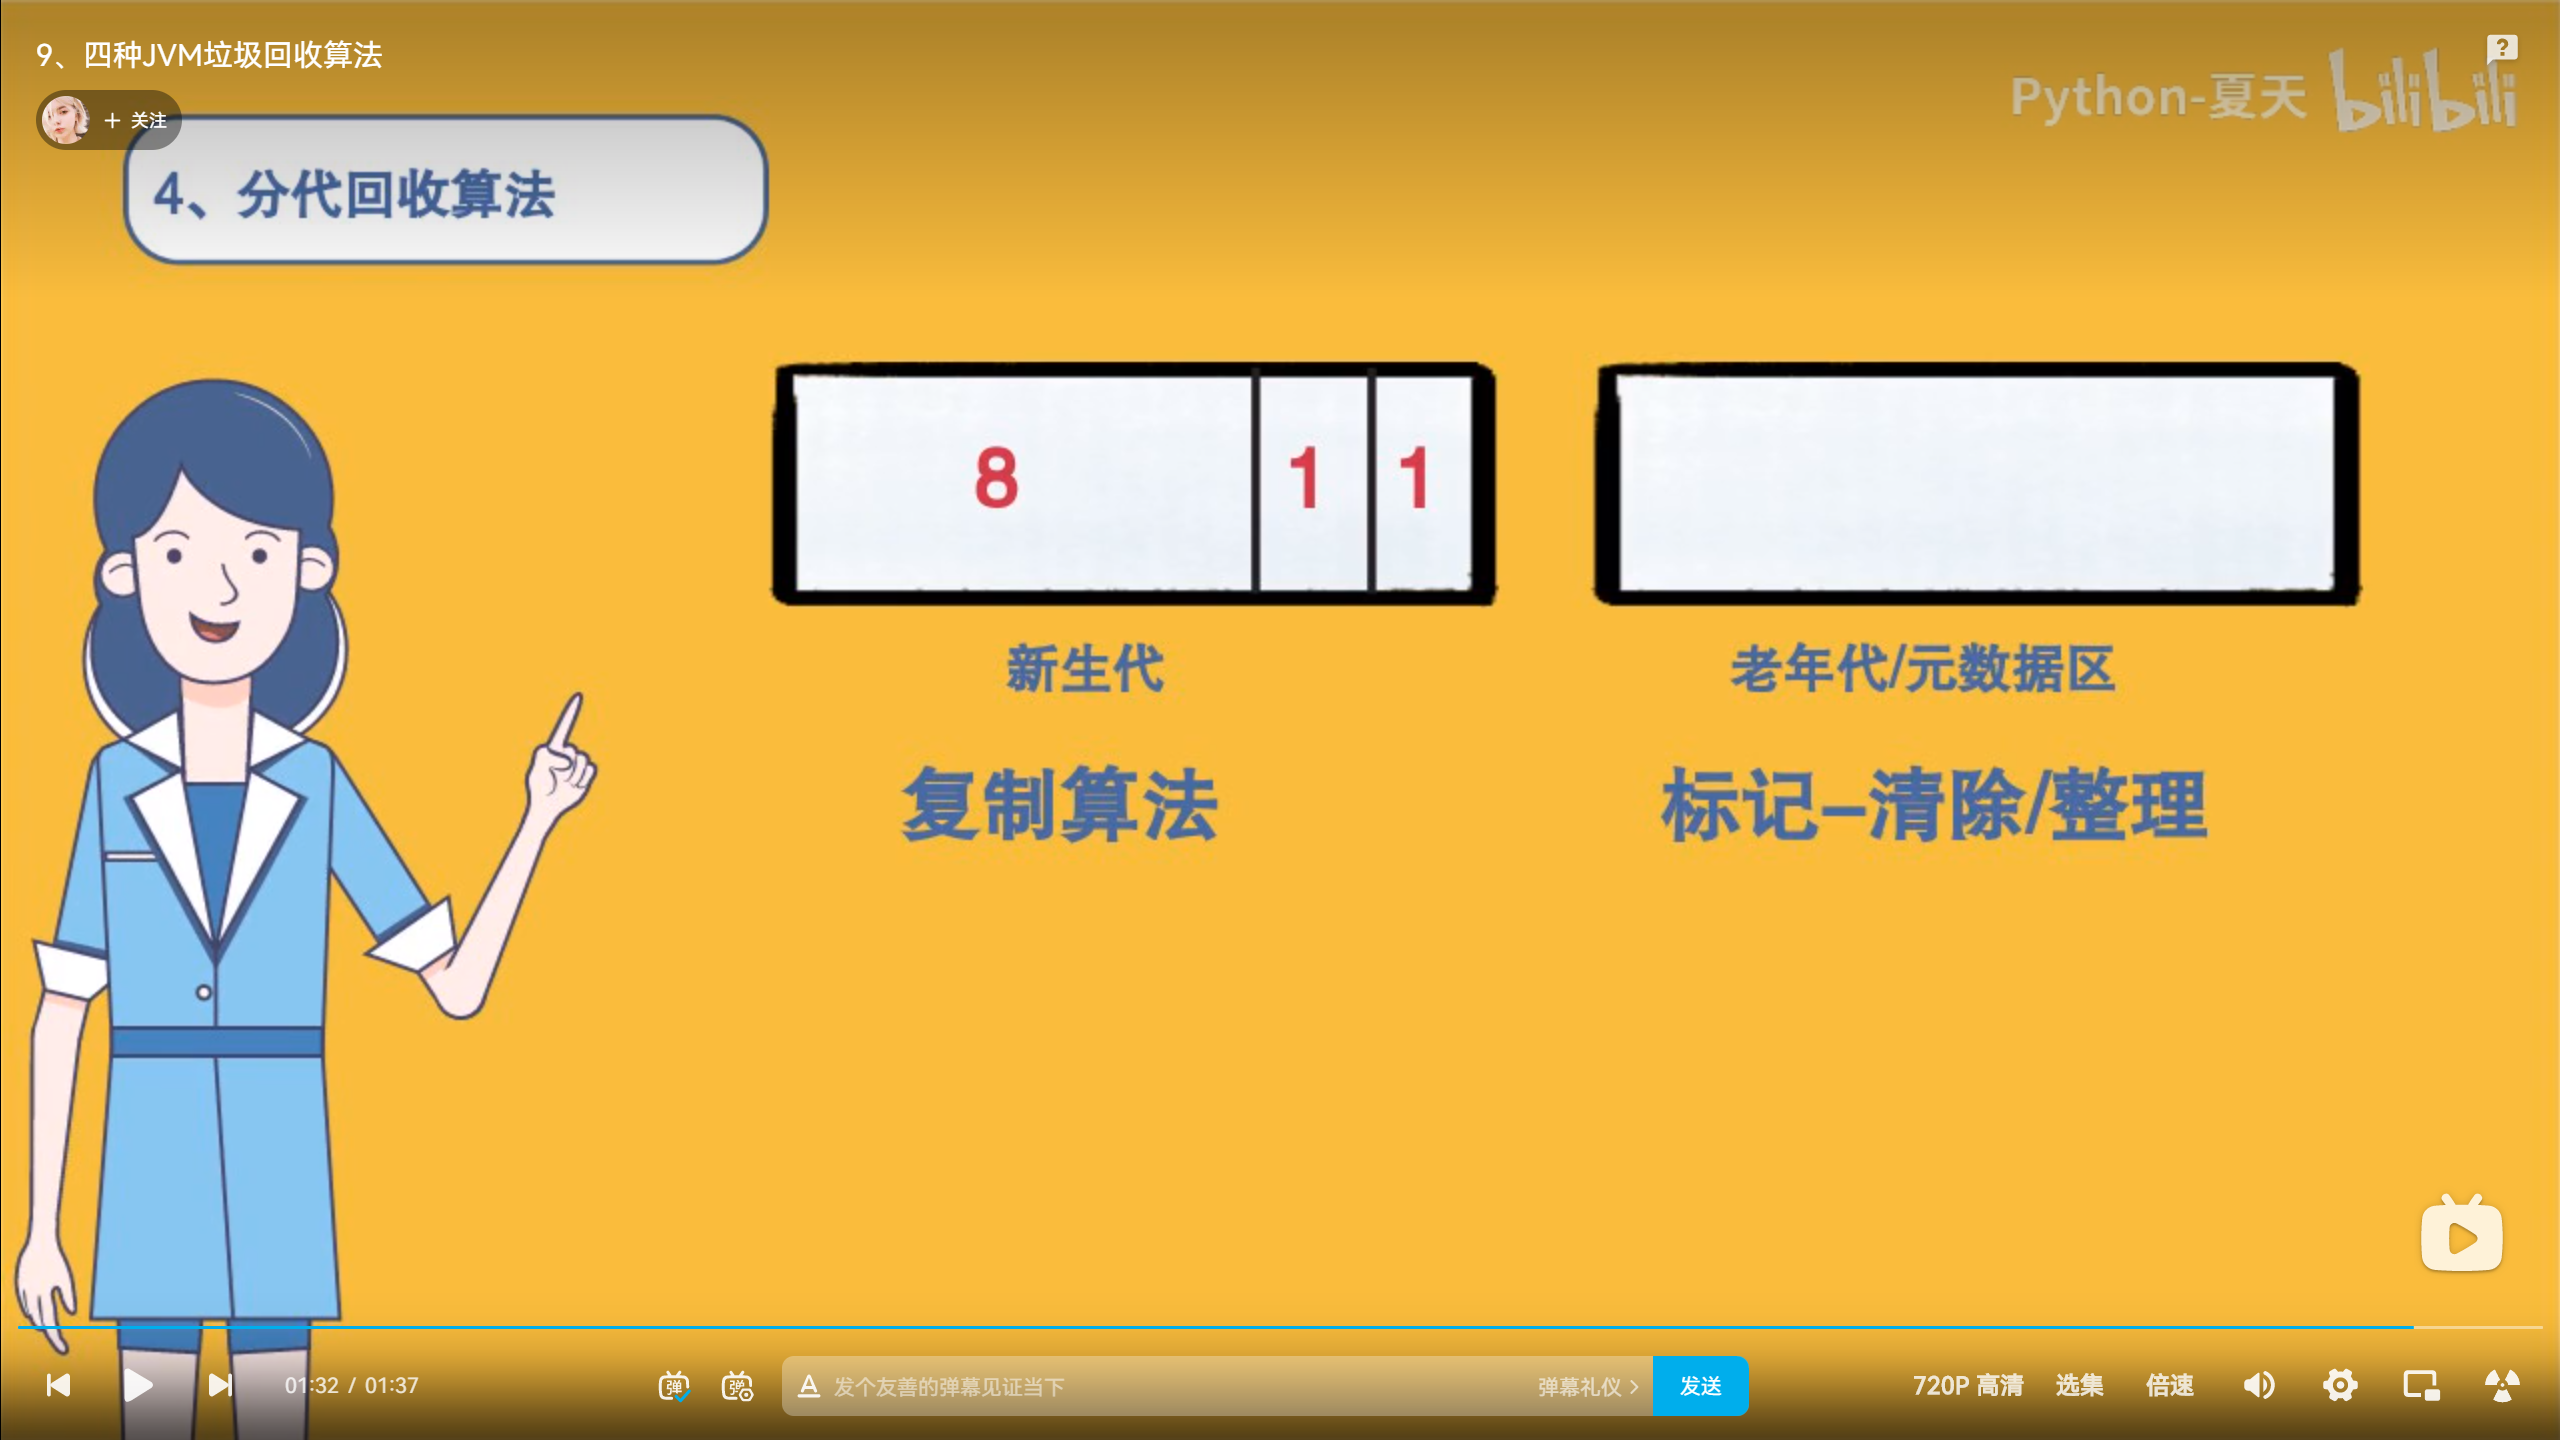 9、四种JVM垃圾回收算法
+ 关注
Python-夏天 bilibili
4、分代回收算法
8 1 1
新生代
老年代/元数据区
复制算法
标记-清除/整理
01:32 / 01:37
弹
弹
A 发个友善的弹幕见证当下
弹幕礼仪 >
发送
720P 高清
选集
倍速